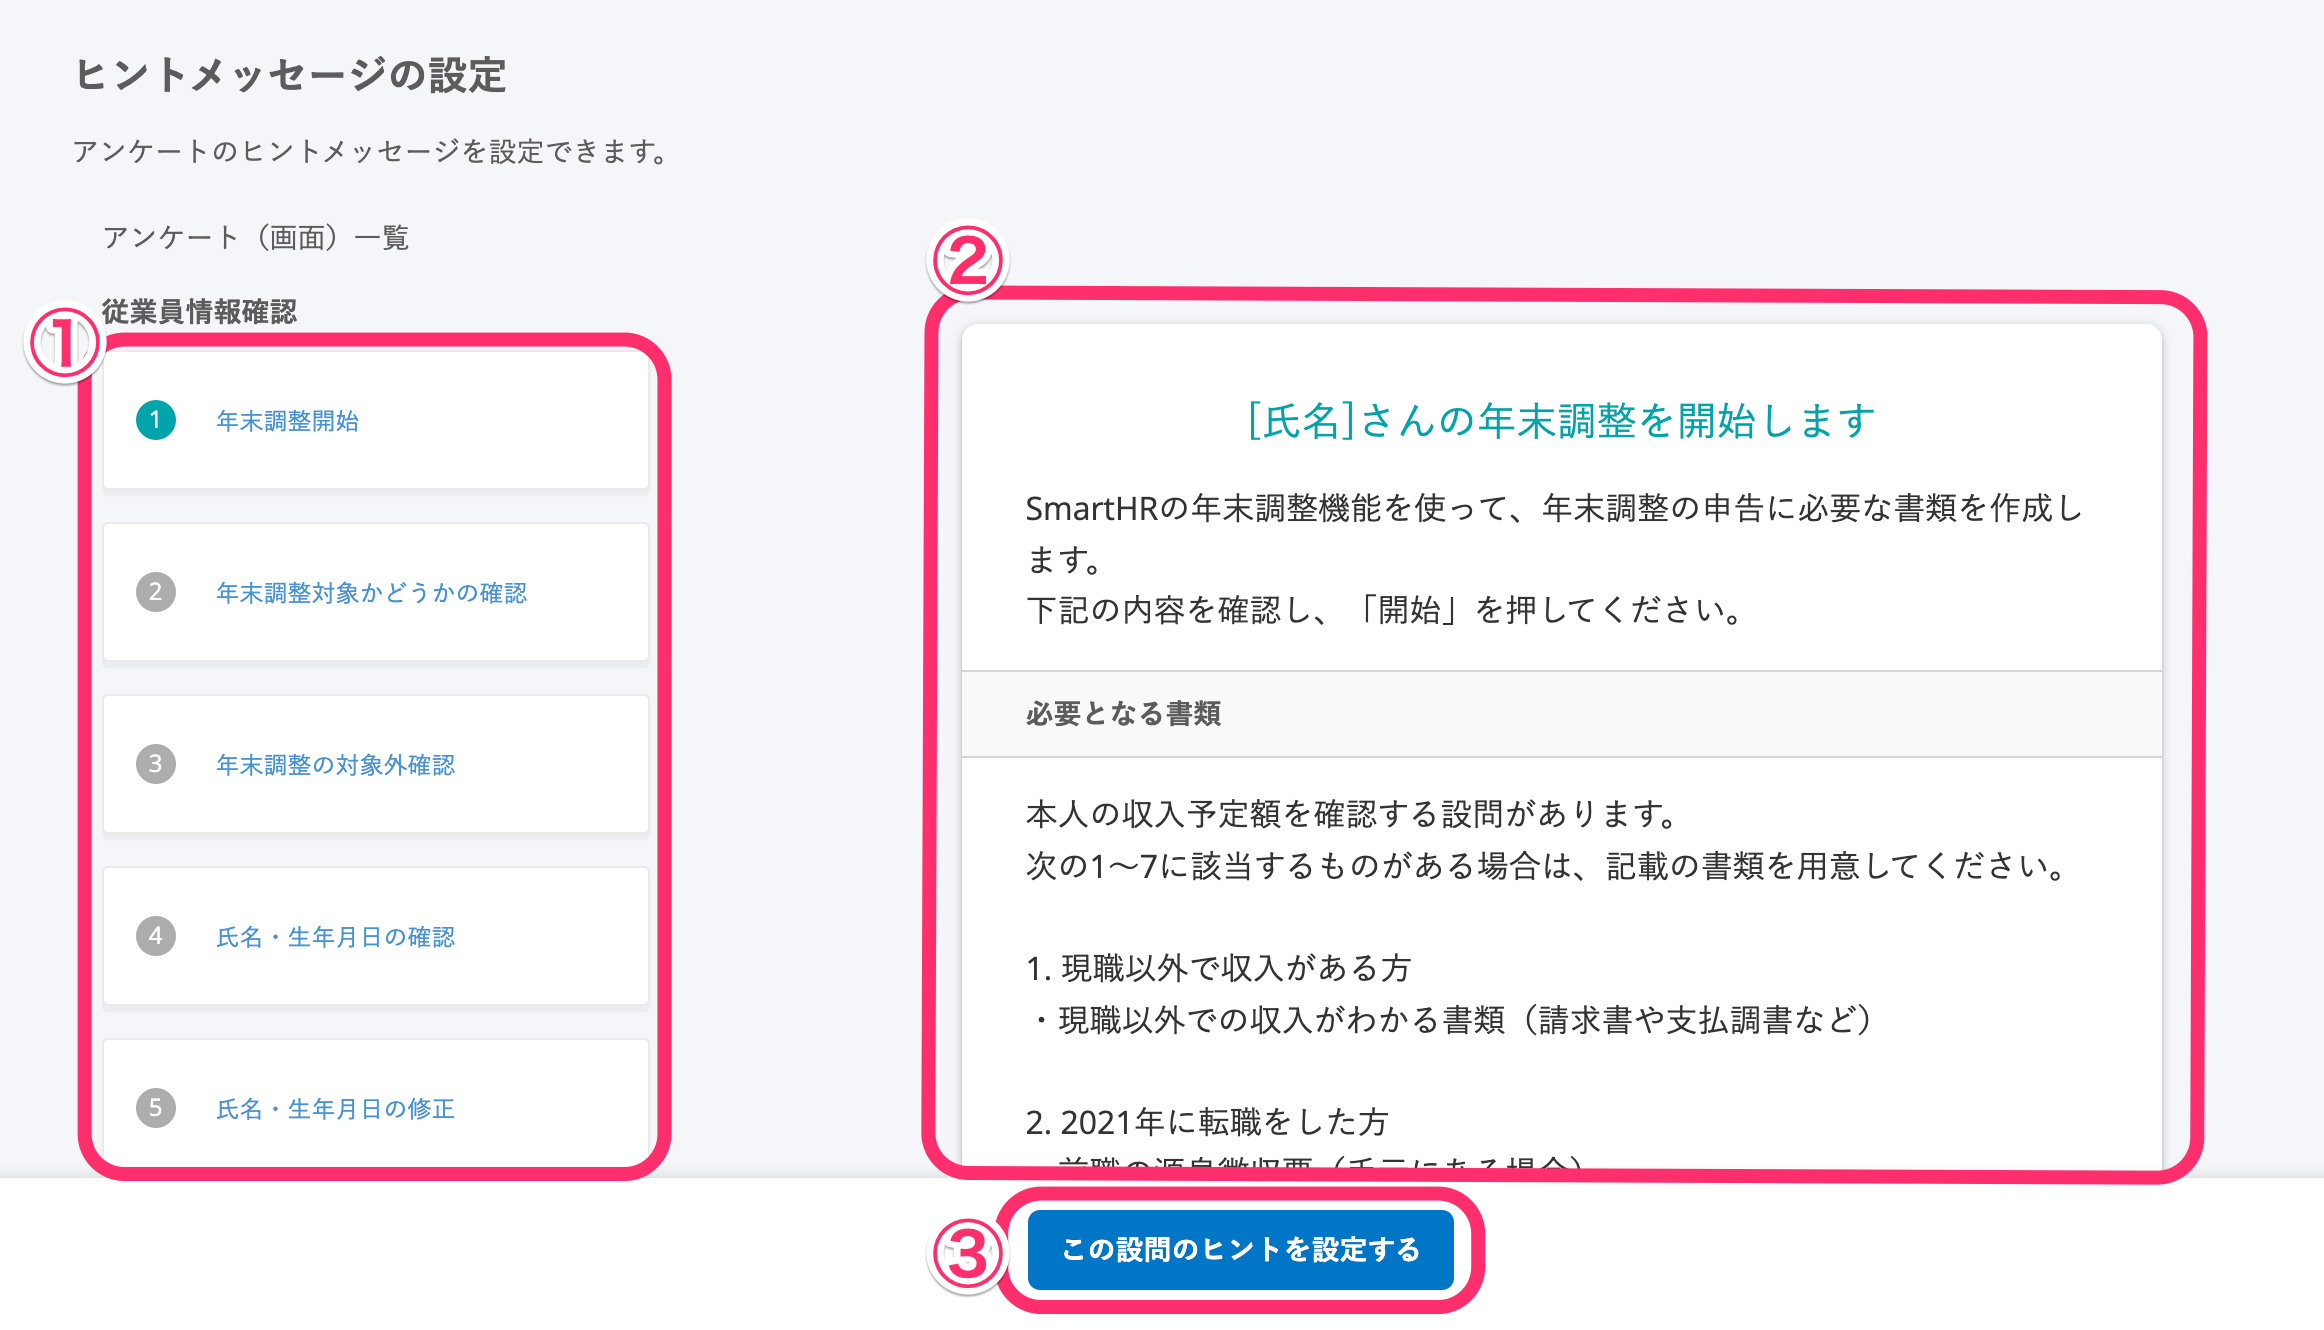 ヒントメッセージの設定
アンケートのヒントメッセージを設定できます。
アンケート（画面）一覧
従業員情報確認
①
1 年末調整開始
2 年末調整対象かどうかの確認
3 年末調整の対象外確認
4 氏名・生年月日の確認
5 氏名・生年月日の修正
②
[氏名]さんの年末調整を開始します
SmartHRの年末調整機能を使って、年末調整の申告に必要な書類を作成し
ます。
下記の内容を確認し、「開始」を押してください。
必要となる書類
本人の収入予定額を確認する設問があります。
次の1～7に該当するものがある場合は、記載の書類を用意してください。
1. 現職以外で収入がある方
・現職以外での収入がわかる書類（請求書や支払調書など）
2. 2021年に転職をした方
・前職の源泉徴収票（手元にある場合）
③
この設問のヒントを設定する